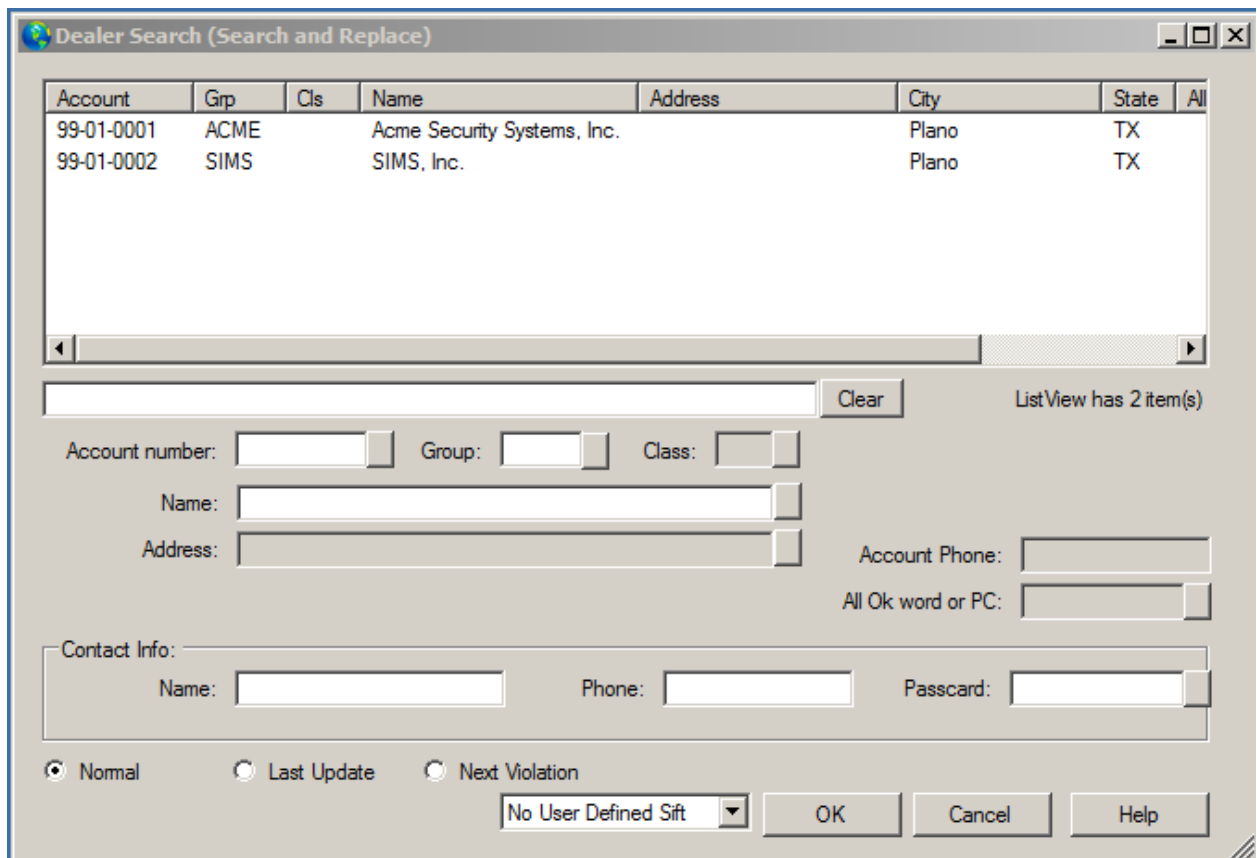 Dealer Search (Search and Replace)
Account Grp Cls Name Address City State All
99-01-0001 ACME Acme Security Systems, Inc. Plano TX
99-01-0002 SIMS SIMS, Inc. Plano TX
Clear ListView has 2 item(s)
Account number: Group: Class:
Name:
Address:
Account Phone:
All Ok word or PC:
Contact Info:
Name: Phone: Passcard:
Normal Last Update Next Violation
No User Defined Sift OK Cancel Help